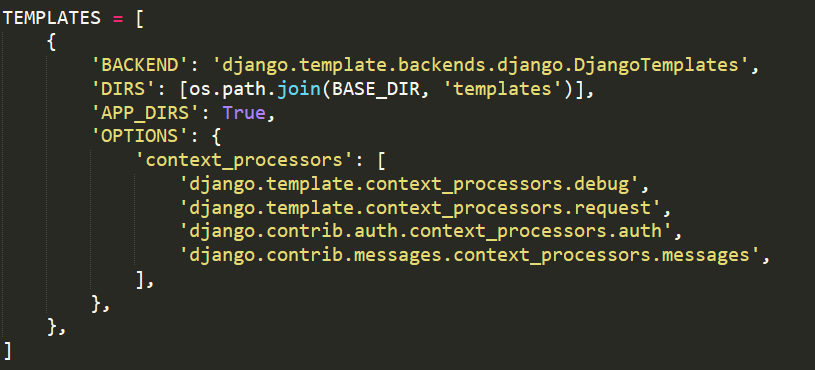 TEMPLATES = [
    {
        'BACKEND': 'django.template.backends.django.DjangoTemplates',
        'DIRS': [os.path.join(BASE_DIR, 'templates')],
        'APP_DIRS': True,
        'OPTIONS': {
            'context_processors': [
                'django.template.context_processors.debug',
                'django.template.context_processors.request',
                'django.contrib.auth.context_processors.auth',
                'django.contrib.messages.context_processors.messages',
            ],
        },
    },
]